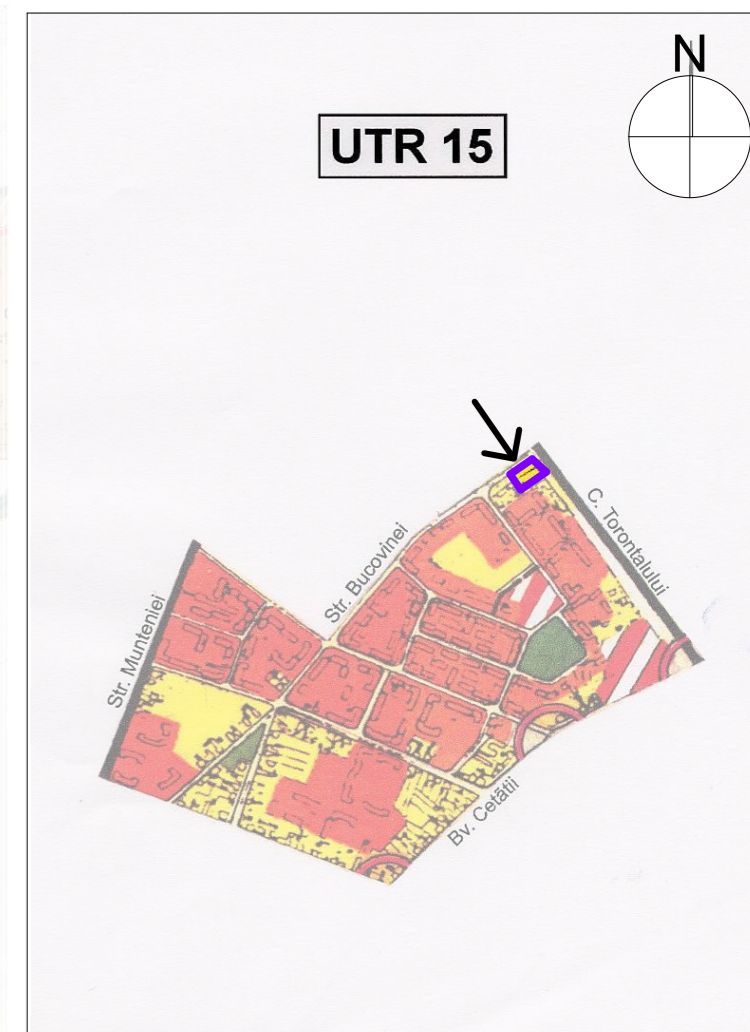 N
UTR 15
C. Torontalului
Str. Bucovinei
Str. Munteniei
Bv. Cetății